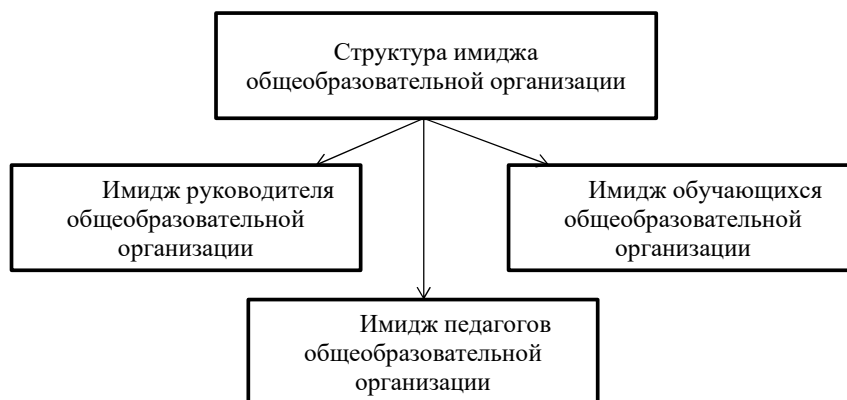 Структура имиджа
общеобразовательной организации
Имидж руководителя
общеобразовательной
организации
Имидж обучающихся
общеобразовательной
организации
Имидж педагогов
общеобразовательной
организации